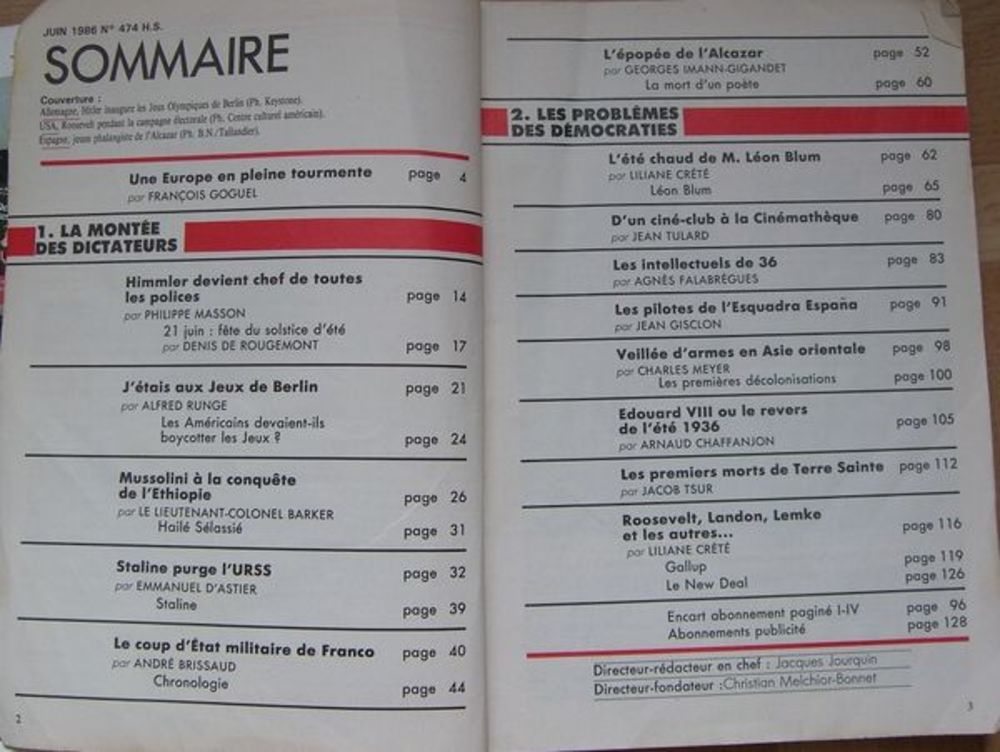 JUIN 1986 N° 474 H.S.
SOMMAIRE
Couverture :
Allemagne, Hitler inaugure les Jeux Olympiques de Berlin (Ph. Keystone).
USA, Roosevelt pendant la campagne électorale (Ph. Centre culturel américain).
Espagne, jeune phalangiste de l'Alcazar (Ph. B.N./Tallandier).
Une Europe en pleine tourmente page 4
par FRANÇOIS GOGUEL
1. LA MONTÉE
DES DICTATEURS
Himmler devient chef de toutes
les polices page 14
par PHILIPPE MASSON
21 juin : fête du solstice d'été
par DENIS DE ROUGEMONT page 17
J'étais aux Jeux de Berlin page 21
par ALFRED RUNGE
Les Américains devaient-ils
boycotter les Jeux ? page 24
Mussolini à la conquête
de l'Ethiopie page 26
par LE LIEUTENANT-COLONEL BARKER
Hailé Sélassié page 31
Staline purge l'URSS page 32
par EMMANUEL D'ASTIER
Staline page 39
Le coup d'État militaire de Franco page 40
par ANDRÉ BRISSAUD
Chronologie page 44
2
L'épopée de l'Alcazar page 52
par GEORGES IMANN-GIGANDET
La mort d'un poète page 60
2. LES PROBLÈMES
DES DÉMOCRATIES
L'été chaud de M. Léon Blum page 62
par LILIANE CRÉTÉ
Léon Blum page 65
D'un ciné-club à la Cinémathèque page 80
par JEAN TULARD
Les intellectuels de 36 page 83
par AGNÈS FALABRÈGUES
Les pilotes de l'Esquadra España page 91
par JEAN GISCLON
Veillée d'armes en Asie orientale page 98
par CHARLES MEYER
Les premières décolonisations page 100
Edouard VIII ou le revers
de l'été 1936 page 105
par ARNAUD CHAFFANJON
Les premiers morts de Terre Sainte page 112
par JACOB TSUR
Roosevelt, Landon, Lemke
et les autres... page 116
par LILIANE CRÉTÉ
Gallup page 119
Le New Deal page 126
Encart abonnement paginé I-IV page 96
Abonnements publicité page 128
Directeur-rédacteur en chef : Jacques Jourquin
Directeur-fondateur :Christian Melchior-Bonnet
3